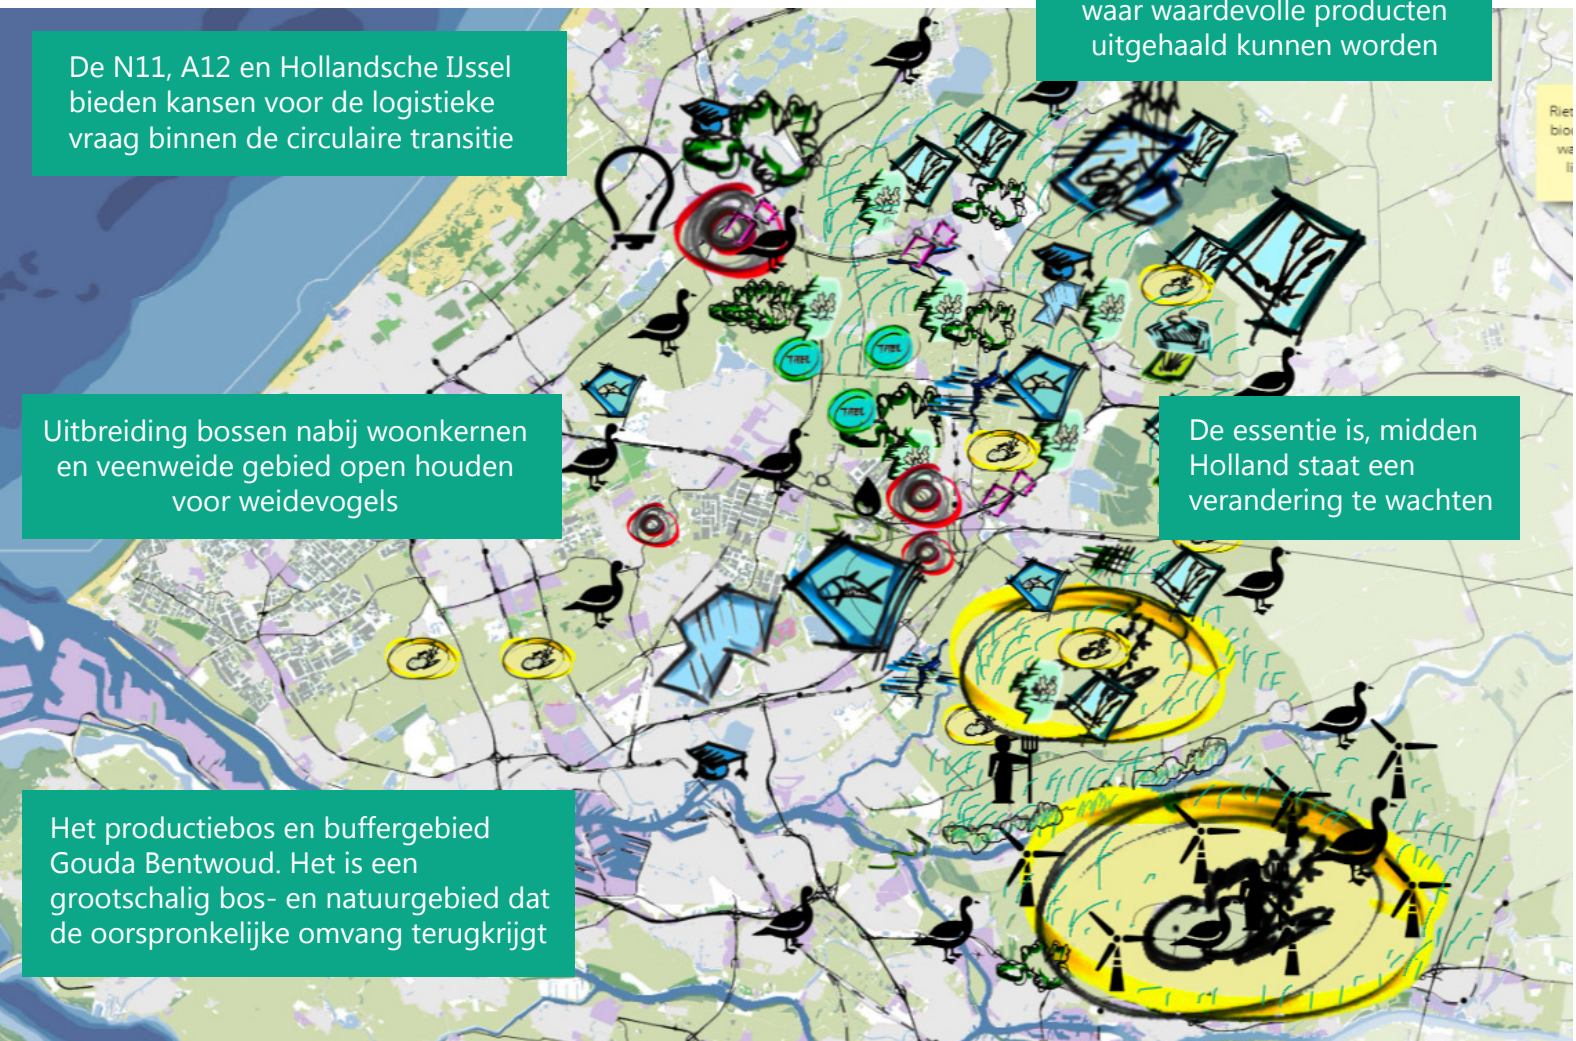 waar waardevolle producten
uitgehaald kunnen worden
De N11, A12 en Hollandsche IJssel
bieden kansen voor de logistieke
vraag binnen de circulaire transitie
Riet
Uitbreiding bossen nabij woonkernen
en veenweide gebied open houden
voor weidevogels
De essentie is, midden
Holland staat een
verandering te wachten
Het productiebos en buffergebied
Gouda Bentwoud. Het is een
grootschalig bos- en natuurgebied dat
de oorspronkelijke omvang terugkrijgt